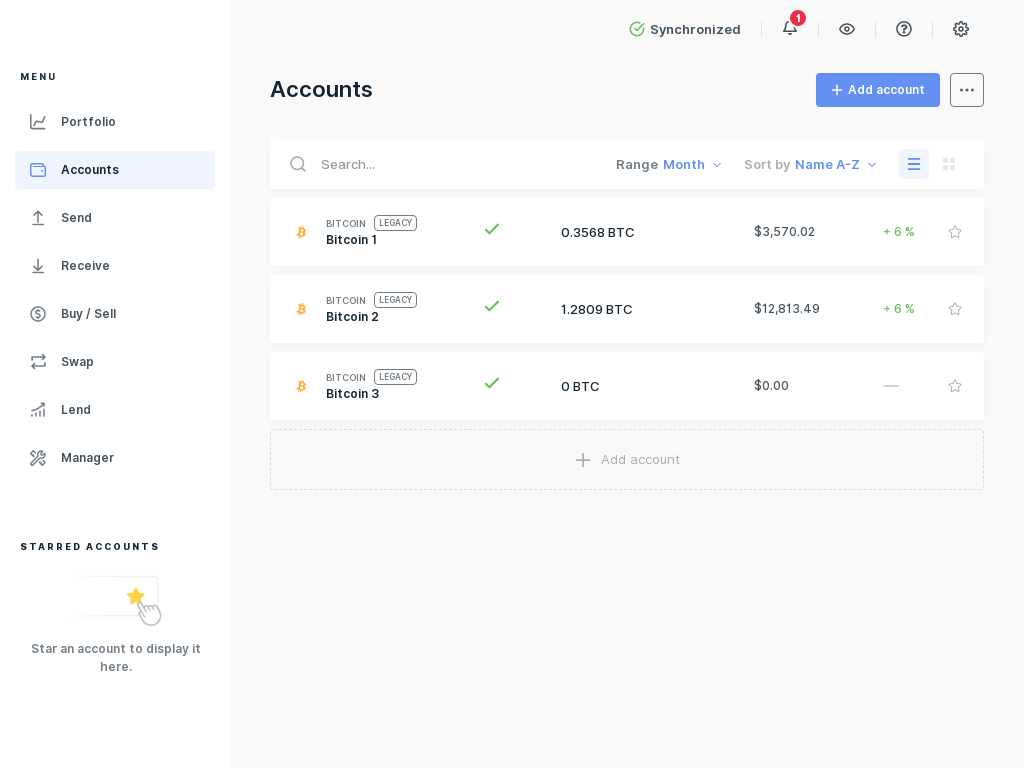 Synchronized
1
MENU
Portfolio
Accounts
Send
Receive
Buy / Sell
Swap
Lend
Manager
STARRED ACCOUNTS
Star an account to display it
here.
Accounts
Add account
Search...
Range Month
Sort by Name A-Z
BITCOIN LEGACY
Bitcoin 1
0.3568 BTC
$3,570.02
+ 6 %
BITCOIN LEGACY
Bitcoin 2
1.2809 BTC
$12,813.49
+ 6 %
BITCOIN LEGACY
Bitcoin 3
0 BTC
$0.00
—
Add account